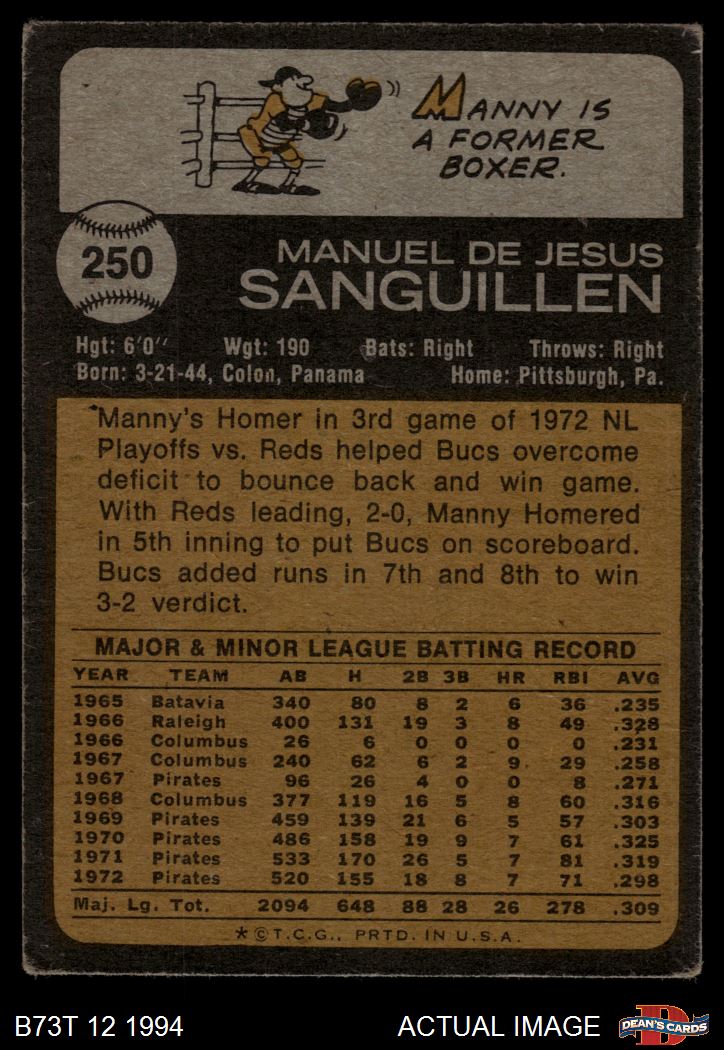 MANNY IS
A FORMER
BOXER.
250
MANUEL DE JESUS
SANGUILLEN
Hgt: 6'0" Wgt: 190 Bats: Right Throws: Right
Born: 3-21-44, Colon, Panama Home: Pittsburgh, Pa.
Manny's Homer in 3rd game of 1972 NL
Playoffs vs. Reds helped Bucs overcome
deficit to bounce back and win game.
With Reds leading, 2-0, Manny Homered
in 5th inning to put Bucs on scoreboard.
Bucs added runs in 7th and 8th to win
3-2 verdict.
MAJOR & MINOR LEAGUE BATTING RECORD
YEAR TEAM AB H 2B 3B HR RBI AVG
1965 Batavia 340 80 8 2 6 36 .235
1966 Raleigh 400 131 19 3 8 49 .328
1966 Columbus 26 6 0 0 0 0 .231
1967 Columbus 240 62 6 2 9 29 .258
1967 Pirates 96 26 4 0 0 8 .271
1968 Columbus 377 119 16 5 8 60 .316
1969 Pirates 459 139 21 6 5 57 .303
1970 Pirates 486 158 19 9 7 61 .325
1971 Pirates 533 170 26 5 7 81 .319
1972 Pirates 520 155 18 8 7 71 .298
Maj. Lg. Tot. 2094 648 88 28 26 278 .309
* © T.C.G., PRTD. IN U.S.A.
B73T 12 1994 ACTUAL IMAGE D DEAN'S CARDS